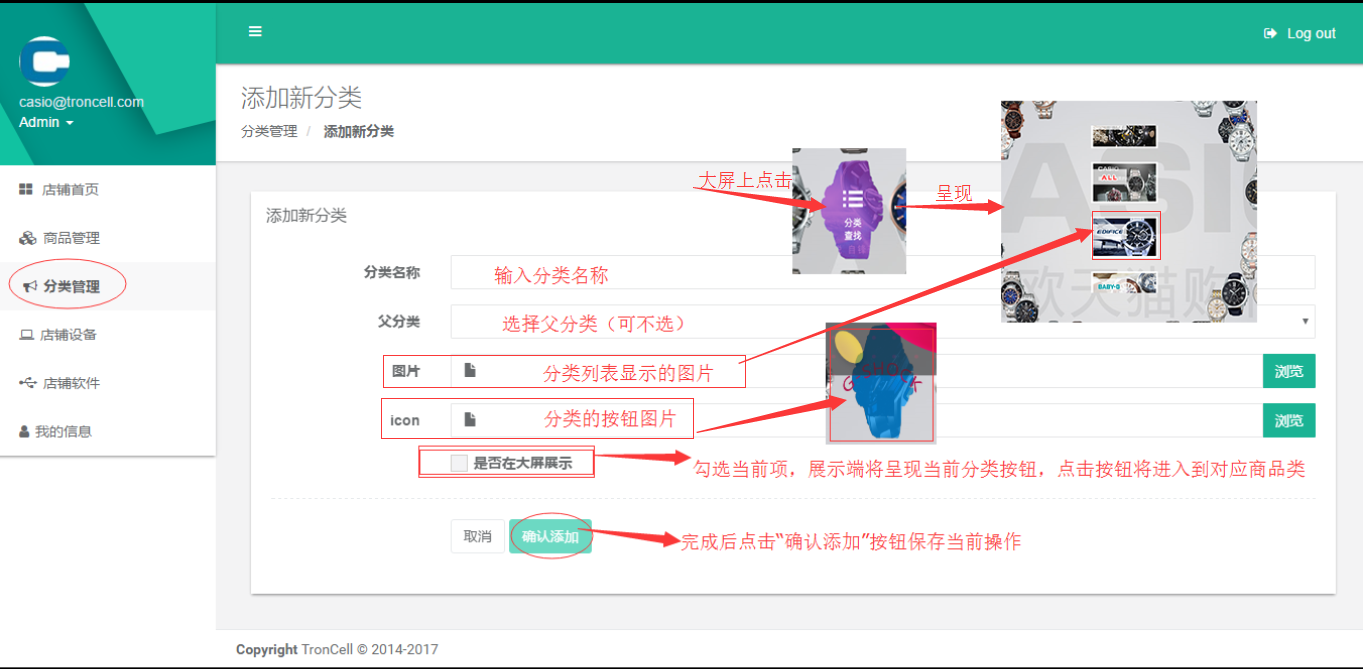 Log out
casio@troncell.com
Admin
添加新分类
分类管理 / 添加新分类
店铺首页
商品管理
分类管理
店铺设备
店铺软件
我的信息
添加新分类
大屏上点击
分类
查找
呈现
ASI
ALL
EDIFICE
BABY-G
欧天猫购
分类名称
输入分类名称
父分类
选择父分类（可不选）
图片
分类列表显示的图片
浏览
icon
分类的按钮图片
浏览
是否在大屏展示
勾选当前项，展示端将呈现当前分类按钮，点击按钮将进入到对应商品类
取消
确认添加
完成后点击“确认添加”按钮保存当前操作
Copyright TronCell © 2014-2017